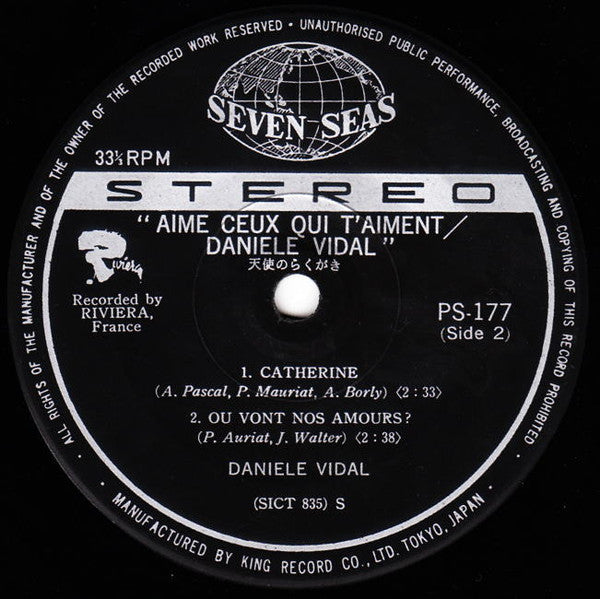 ALL RIGHTS OF THE MANUFACTURER AND OF THE OWNER OF THE RECORDED WORK RESERVED • UNAUTHORISED PUBLIC PERFORMANCE, BROADCASTING AND COPYING OF THIS RECORD PROHIBITED
SEVEN SEAS
33⅓ RPM
STEREO
"AIME CEUX QUI T'AIMENT/
DANIELE VIDAL"
天使のらくがき
Riviera
Recorded by
RIVIERA,
France
PS-177
(Side 2)
1. CATHERINE
(A. Pascal, P. Mauriat, A. Borly) 〈2:33〉
2. OU VONT NOS AMOURS?
(P. Auriat, J. Walter) 〈2:38〉
DANIELE VIDAL
(SICT 835) S
• MANUFACTURED BY KING RECORD CO., LTD. TOKYO, JAPAN •